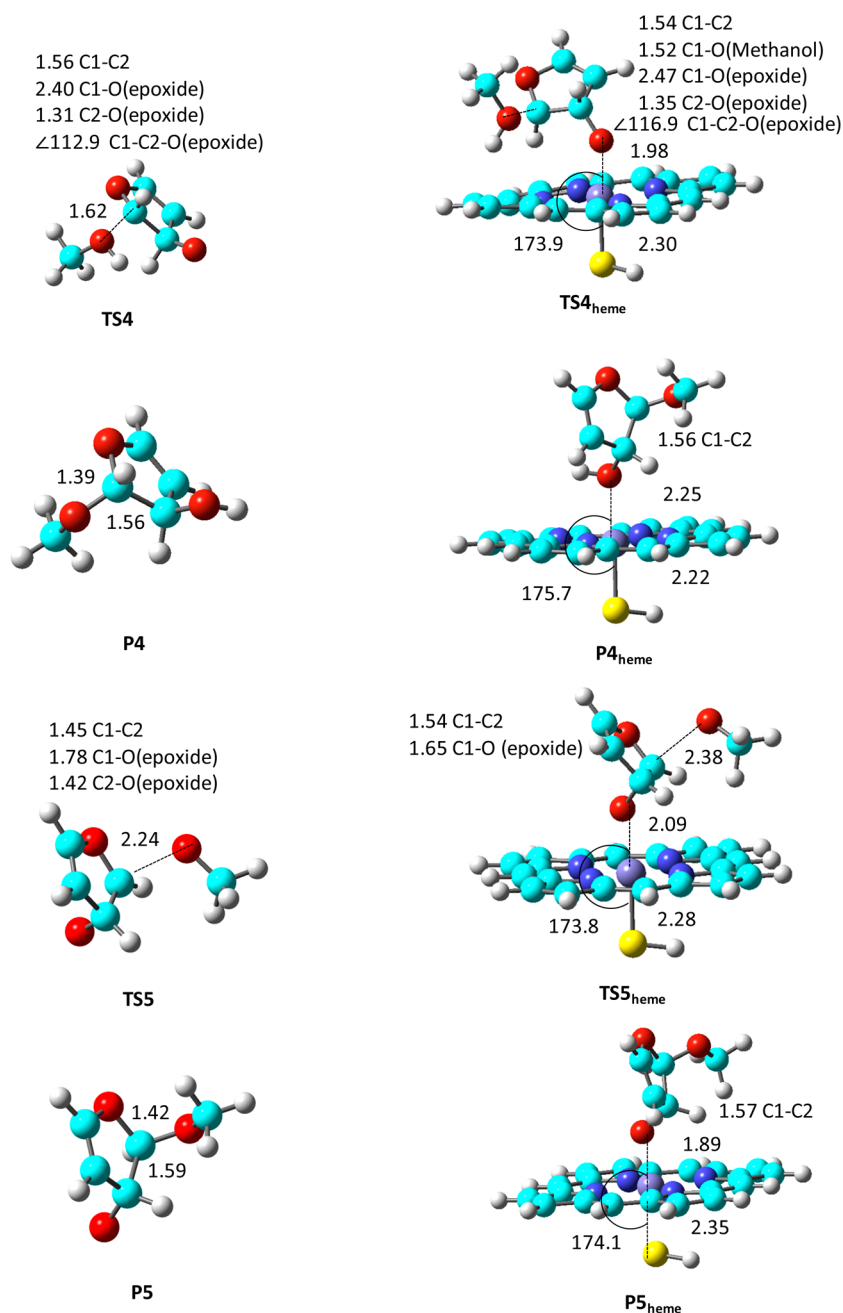 1.56 C1-C2
2.40 C1-O(epoxide)
1.31 C2-O(epoxide)
∠112.9 C1-C2-O(epoxide)
1.62
TS4
1.54 C1-C2
1.52 C1-O(Methanol)
2.47 C1-O(epoxide)
1.35 C2-O(epoxide)
∠116.9 C1-C2-O(epoxide)
1.98
173.9
2.30
TS4heme
1.39
1.56
P4
1.56 C1-C2
2.25
175.7
2.22
P4heme
1.45 C1-C2
1.78 C1-O(epoxide)
1.42 C2-O(epoxide)
2.24
TS5
1.54 C1-C2
1.65 C1-O (epoxide)
2.38
2.09
173.8
2.28
TS5heme
1.42
1.59
P5
1.57 C1-C2
1.89
174.1
2.35
P5heme